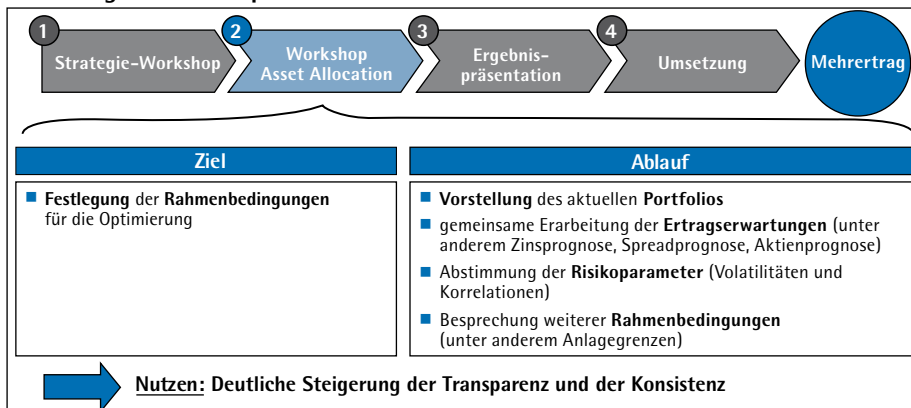 1
2
3
4
Strategie-Workshop
Workshop
Asset Allocation
Ergebnis-
präsentation
Umsetzung
Mehrertrag
Ziel
Festlegung der Rahmenbedingungen
für die Optimierung
Ablauf
Vorstellung des aktuellen Portfolios
gemeinsame Erarbeitung der Ertragserwartungen (unter
anderem Zinsprognose, Spreadprognose, Aktienprognose)
Abstimmung der Risikoparameter (Volatilitäten und
Korrelationen)
Besprechung weiterer Rahmenbedingungen
(unter anderem Anlagegrenzen)
Nutzen: Deutliche Steigerung der Transparenz und der Konsistenz